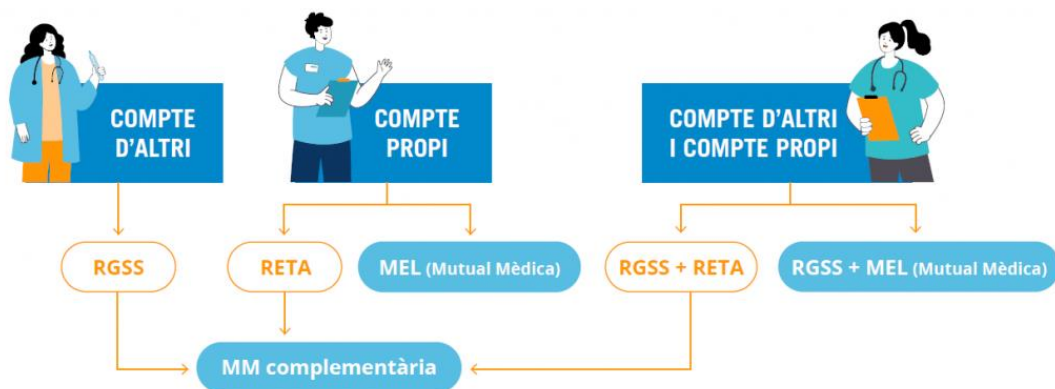 COMPTE
D'ALTRI
COMPTE
PROPI
COMPTE D'ALTRI
I COMPTE PROPI
RGSS
RETA
MEL (Mutual Mèdica)
RGSS + RETA
RGSS + MEL (Mutual Mèdica)
MM complementària